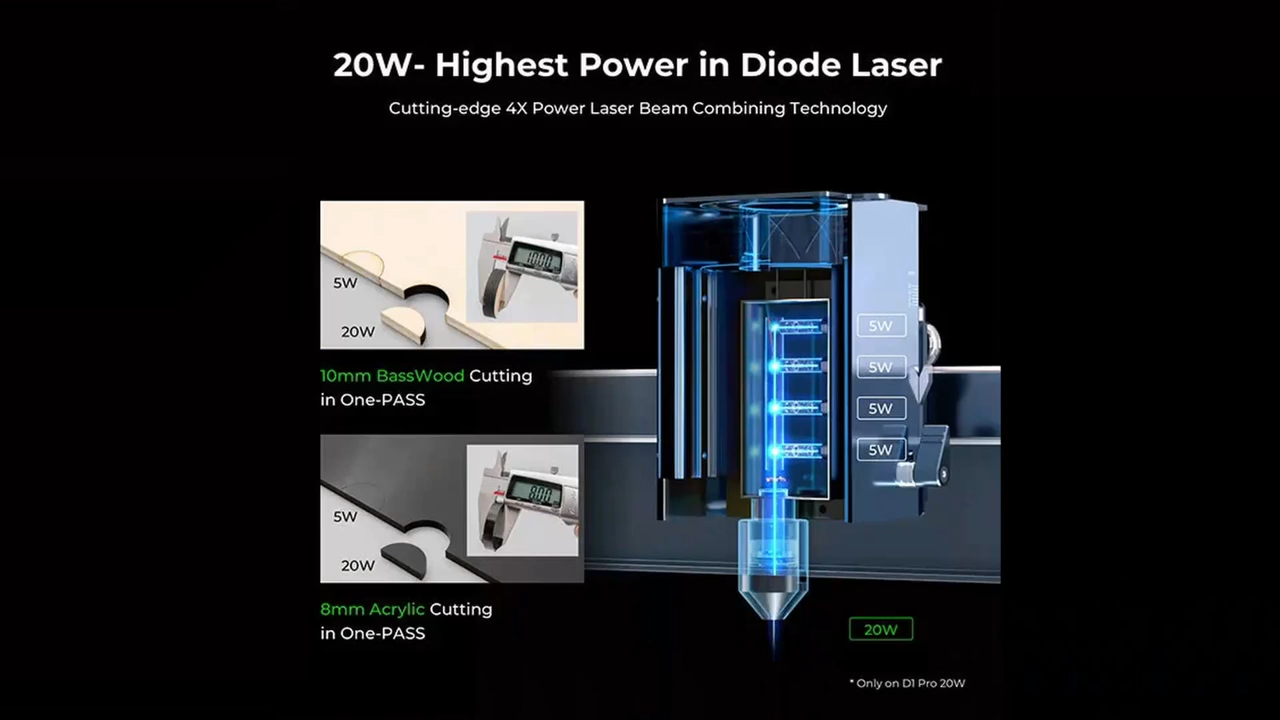 20W- Highest Power in Diode Laser
Cutting-edge 4X Power Laser Beam Combining Technology
5W
20W
10mm BassWood Cutting
in One-PASS
5W
20W
8.00
8mm Acrylic Cutting
in One-PASS
5W
5W
5W
5W
20W
* Only on D1 Pro 20W